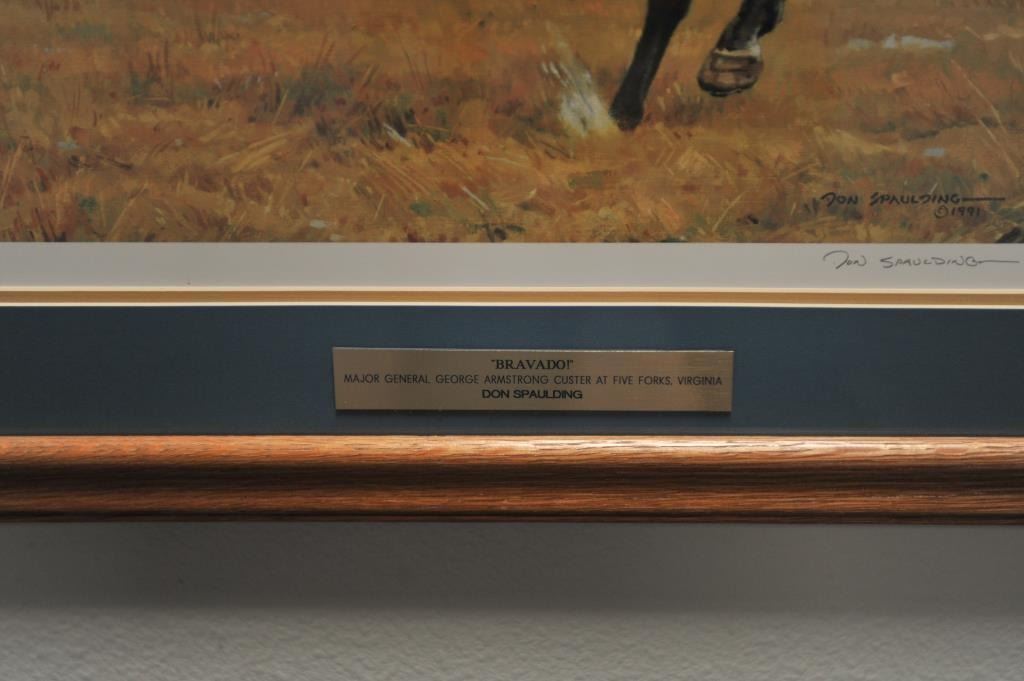 DON SPAULDING
©1991
DON SPAULDING
"BRAVADO!"
MAJOR GENERAL GEORGE ARMSTRONG CUSTER AT FIVE FORKS, VIRGINIA
DON SPAULDING